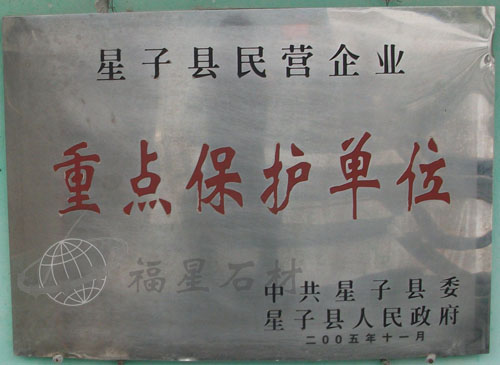 星子县民营企业
重点保护单位
福星石材
中共星子县委
星子县人民政府
二00五年十一月